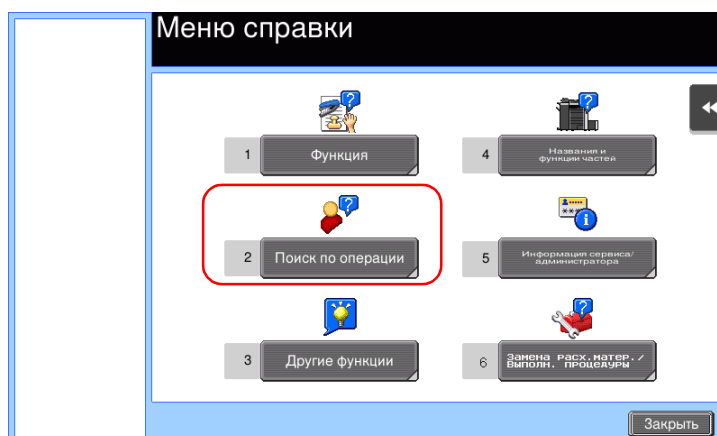 Меню справки
1 Функция
4 Названия и
функции частей
2 Поиск по операции
5 Информация сервиса/
администратора
3 Другие функции
6 Замена расх.матер./
Выполн. процедуры
Закрыть